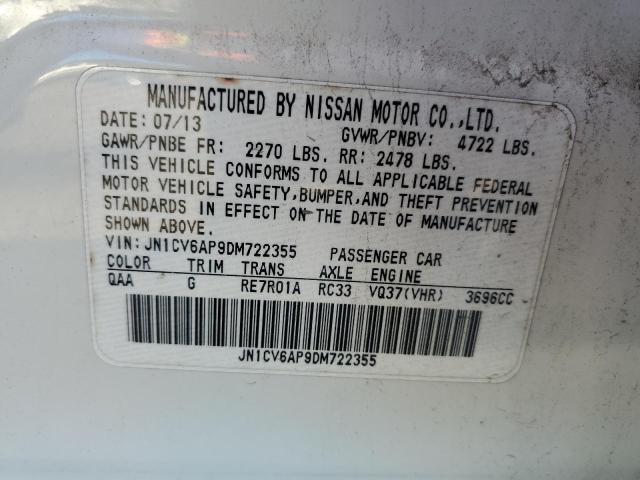 MANUFACTURED BY NISSAN MOTOR CO.,LTD.
DATE: 07/13 GVWR/PNBV: 4722 LBS.
GAWR/PNBE FR: 2270 LBS. RR: 2478 LBS.
THIS VEHICLE CONFORMS TO ALL APPLICABLE FEDERAL
MOTOR VEHICLE SAFETY,BUMPER,AND THEFT PREVENTION
STANDARDS IN EFFECT ON THE DATE OF MANUFACTURE
SHOWN ABOVE.
VIN:JN1CV6AP9DM722355 PASSENGER CAR
COLOR TRIM TRANS AXLE ENGINE
QAA G RE7R01A RC33 VQ37(VHR) 3696CC
JN1CV6AP9DM722355